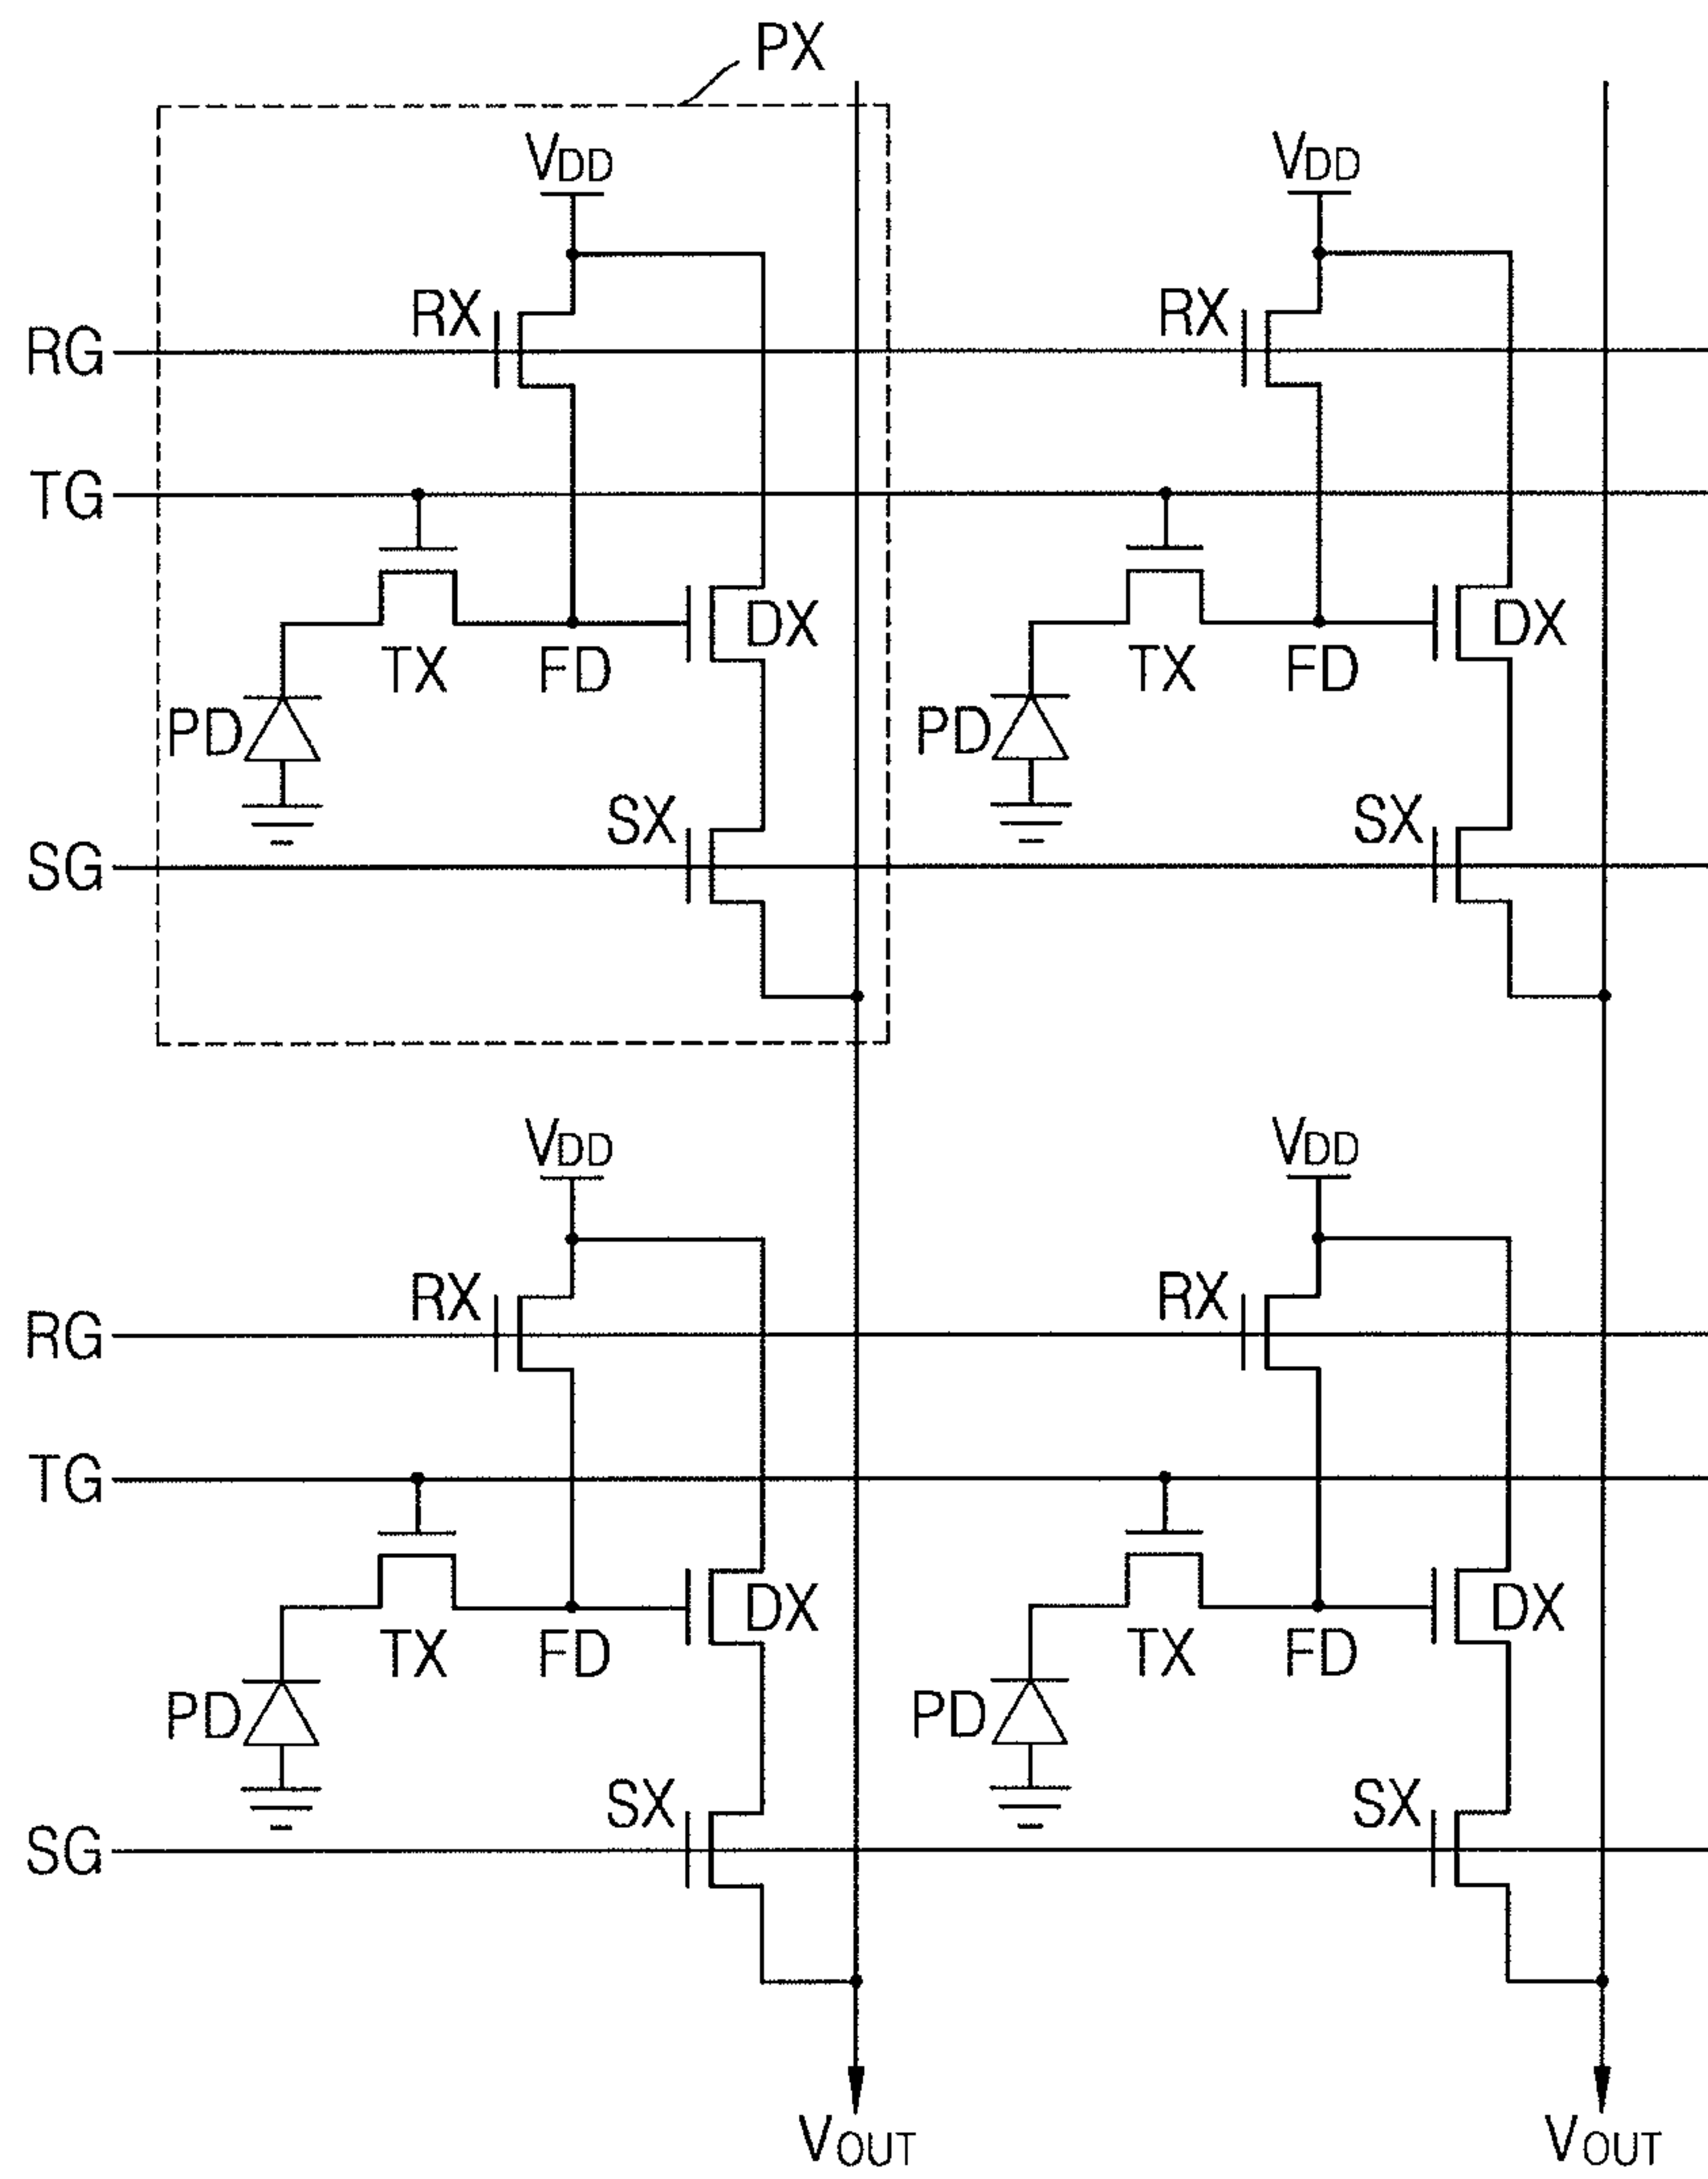 PX
VDD VDD
RG RX RX
TG
DX DX
TX FD TX FD
PD PD
SX SX
SG
VDD VDD
RX RX
RG
TG
DX DX
TX FD TX FD
PD PD
SX SX
SG
VOUT VOUT